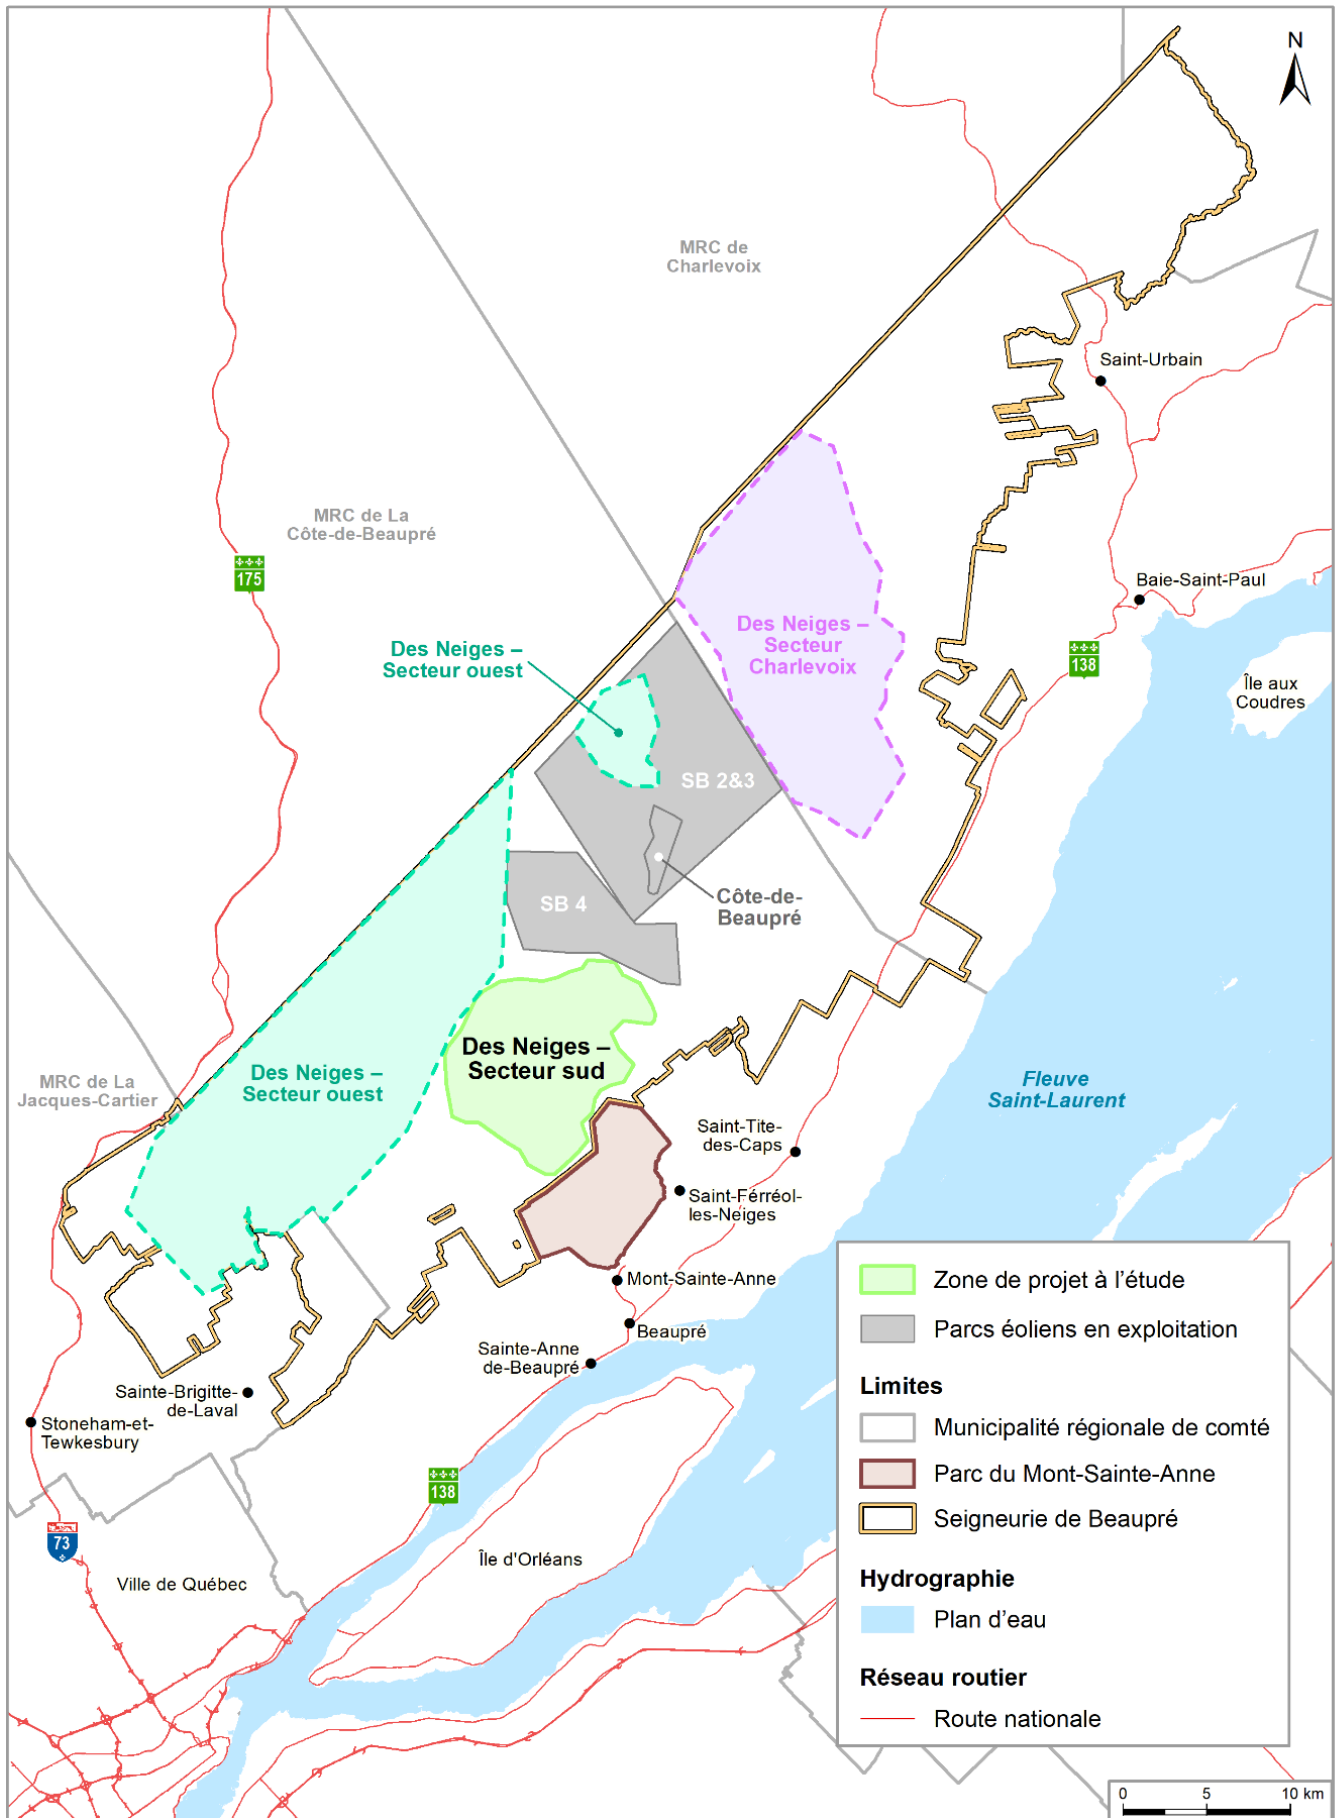 N
MRC de
Charlevoix
Saint-Urbain
MRC de La
Côte-de-Beaupré
175
Baie-Saint-Paul
Des Neiges –
Secteur
Charlevoix
Des Neiges –
Secteur ouest
138
Île aux
Coudres
SB 2&3
SB 4
Côte-de-
Beaupré
Des Neiges –
Secteur sud
Des Neiges –
Secteur ouest
MRC de La
Jacques-Cartier
Fleuve
Saint-Laurent
Saint-Tite-
des-Caps
Saint-Férréol-
les-Neiges
Mont-Sainte-Anne
Beaupré
Sainte-Anne
de-Beaupré
Sainte-Brigitte-
de-Laval
Stoneham-et-
Tewkesbury
138
73
Île d'Orléans
Ville de Québec
Zone de projet à l’étude
Parcs éoliens en exploitation
Limites
Municipalité régionale de comté
Parc du Mont-Sainte-Anne
Seigneurie de Beaupré
Hydrographie
Plan d’eau
Réseau routier
Route nationale
0 5 10 km